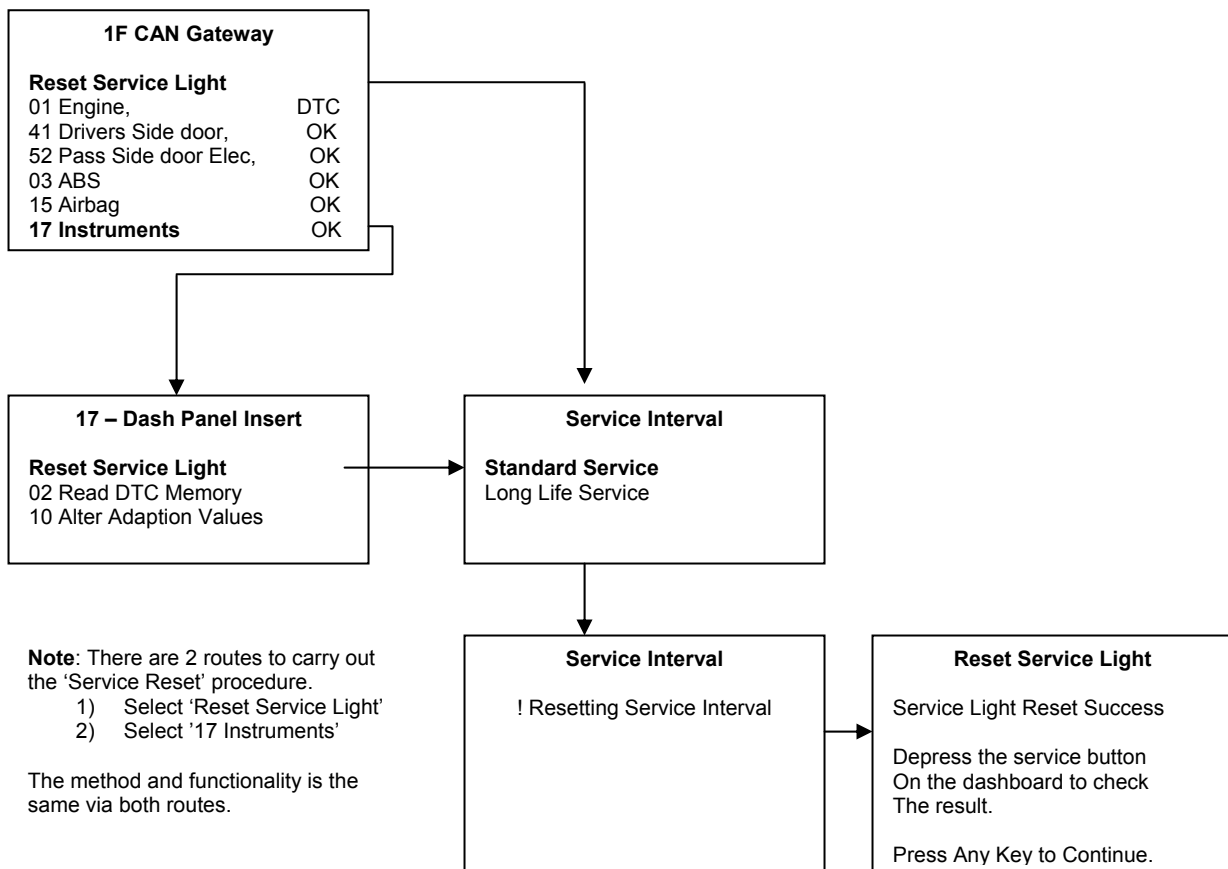 1F CAN Gateway
Reset Service Light
01 Engine, DTC
41 Drivers Side door, OK
52 Pass Side door Elec, OK
03 ABS OK
15 Airbag OK
17 Instruments OK
17 – Dash Panel Insert
Reset Service Light
02 Read DTC Memory
10 Alter Adaption Values
Service Interval
Standard Service
Long Life Service
Note: There are 2 routes to carry out
the ‘Service Reset’ procedure.
1) Select ‘Reset Service Light’
2) Select ’17 Instruments’
The method and functionality is the
same via both routes.
Service Interval
! Resetting Service Interval
Reset Service Light
Service Light Reset Success
Depress the service button
On the dashboard to check
The result.
Press Any Key to Continue.